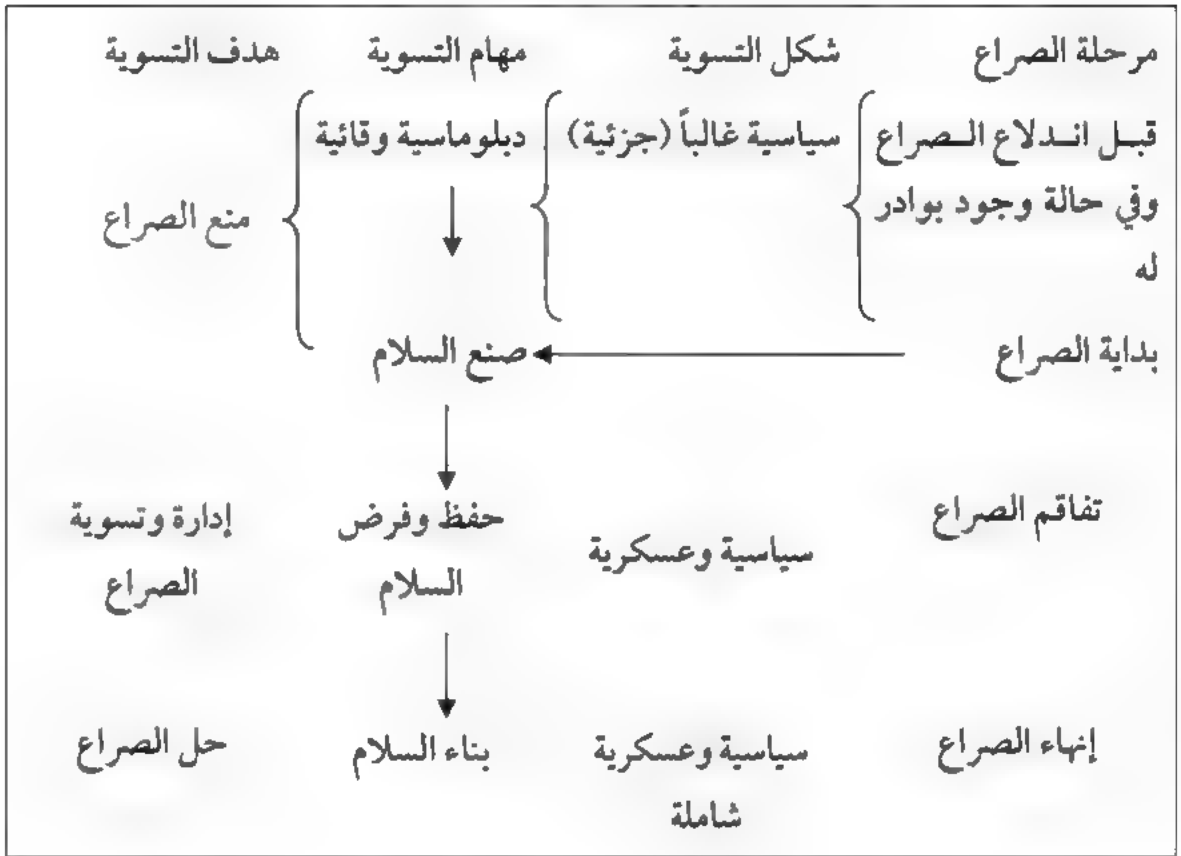 مرحلة الصراع شكل التسوية مهام التسوية هدف التسوية
قبل اندلاع الصراع سياسية غالباً (جزئية) دبلوماسية وقائية
وفي حالة وجود بوادر منع الصراع
له
بداية الصراع صنع السلام
تفاقم الصراع سياسية وعسكرية حفظ وفرض إدارة وتسوية
السلام الصراع
إنهاء الصراع سياسية وعسكرية بناء السلام حل الصراع
شاملة